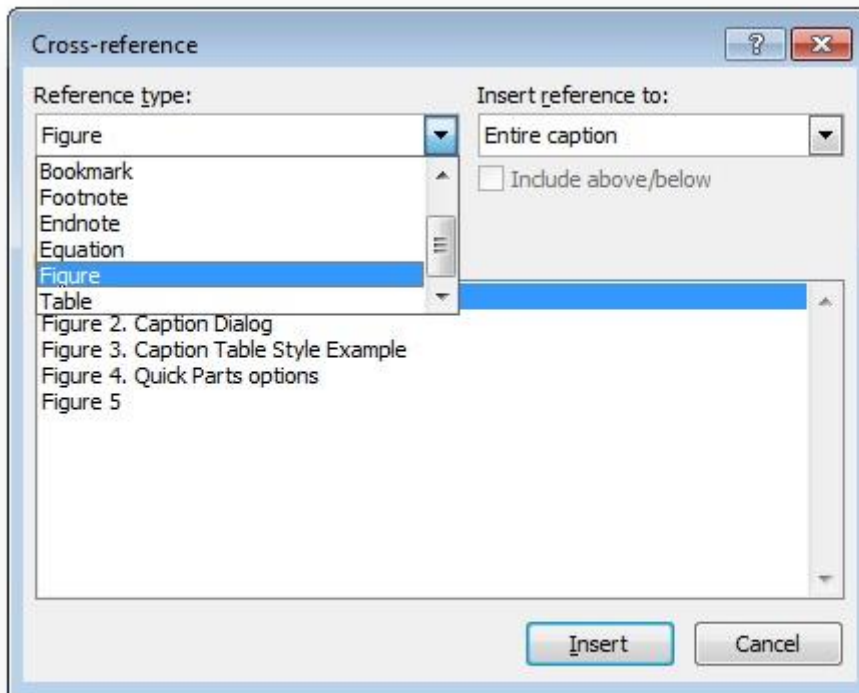 Cross-reference
Reference type: Insert reference to:
Figure Entire caption
Bookmark Include above/below
Footnote
Endnote
Equation
Figure
Table
Figure 2. Caption Dialog
Figure 3. Caption Table Style Example
Figure 4. Quick Parts options
Figure 5
Insert Cancel